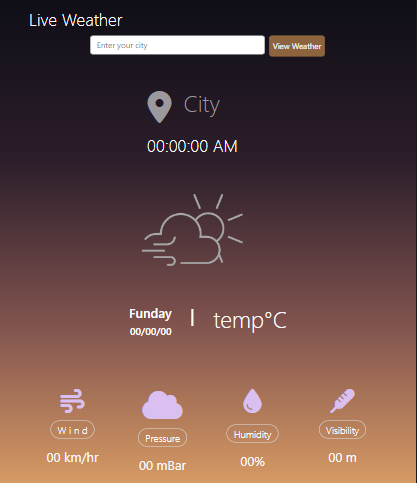 Live Weather
Enter your city View Weather
City
00:00:00 AM
Funday | temp°C
00/00/00
Wind Pressure Humidity Visibility
00 km/hr 00 mBar 00% 00 m